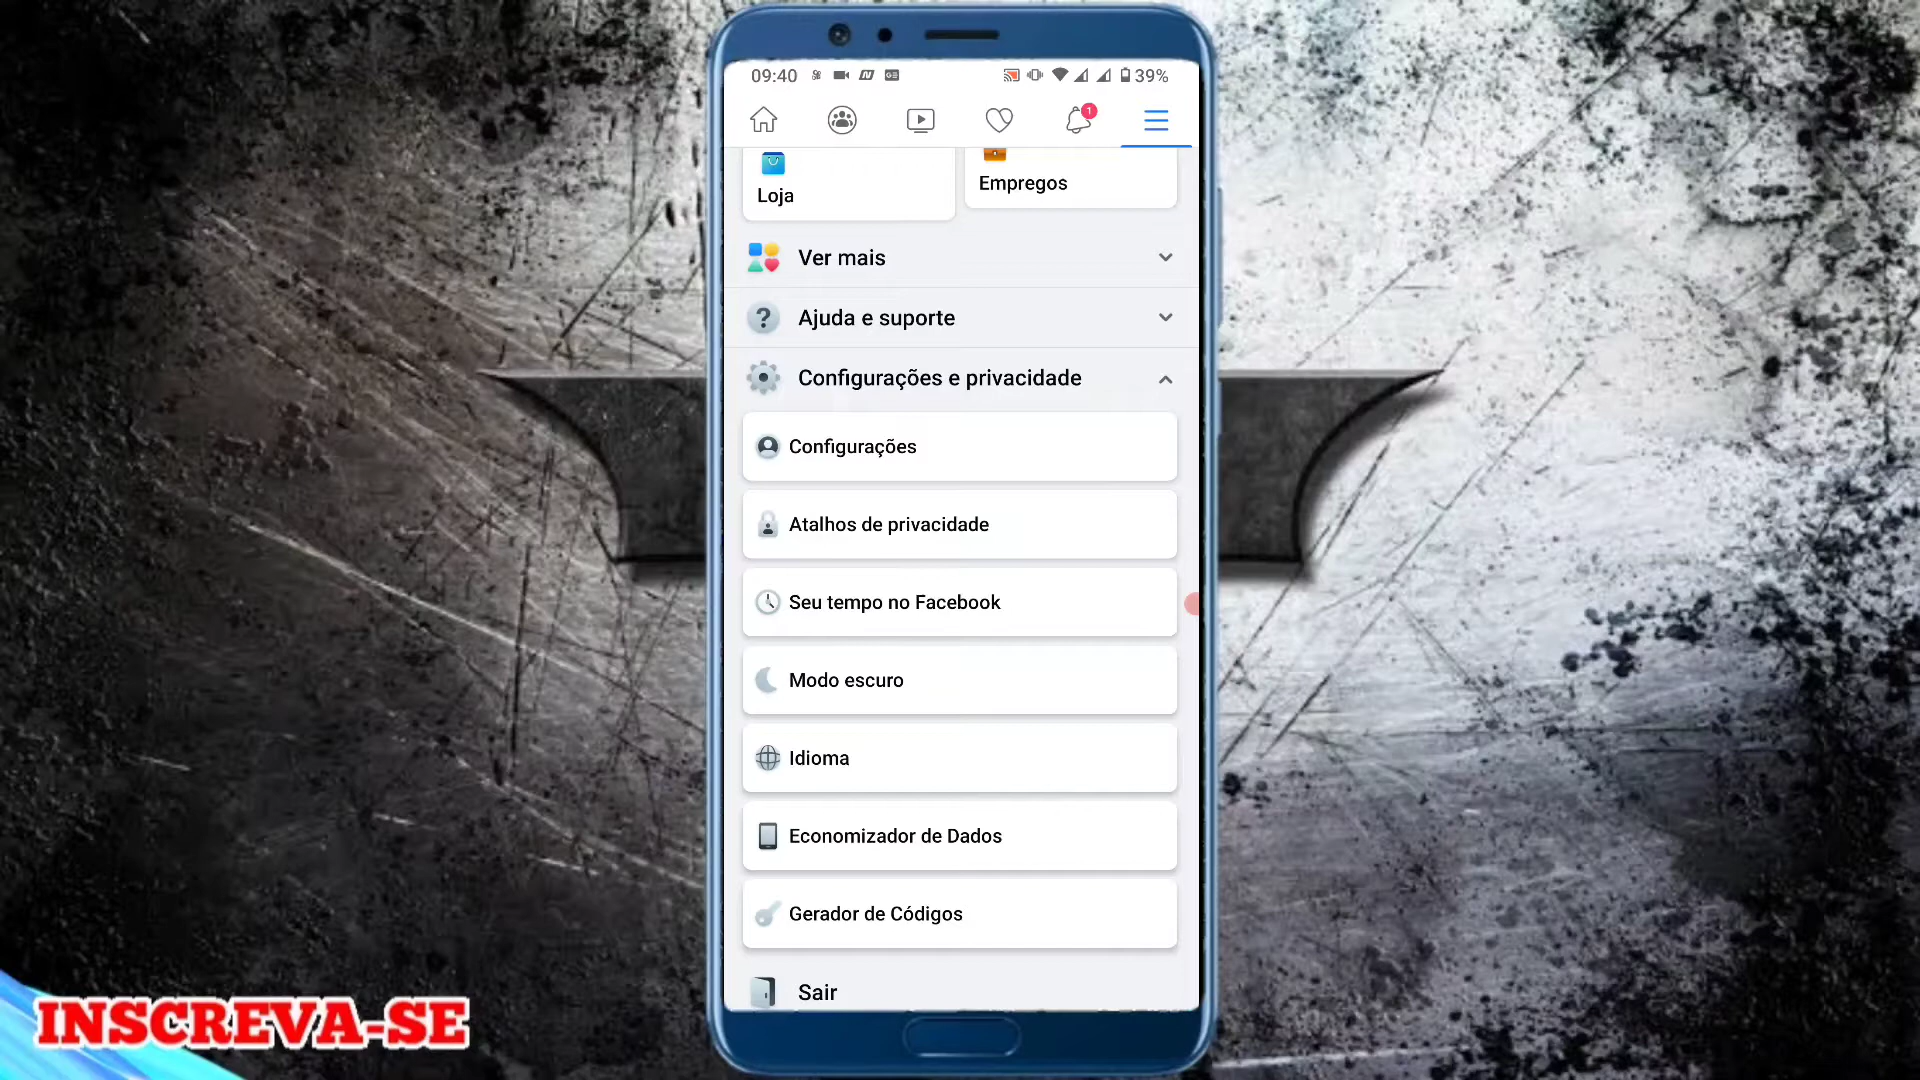 09:40
39%
1
Loja
Empregos
Ver mais
Ajuda e suporte
Configurações e privacidade
Configurações
Atalhos de privacidade
Seu tempo no Facebook
Modo escuro
Idioma
Economizador de Dados
Gerador de Códigos
Sair
INSCREVA-SE